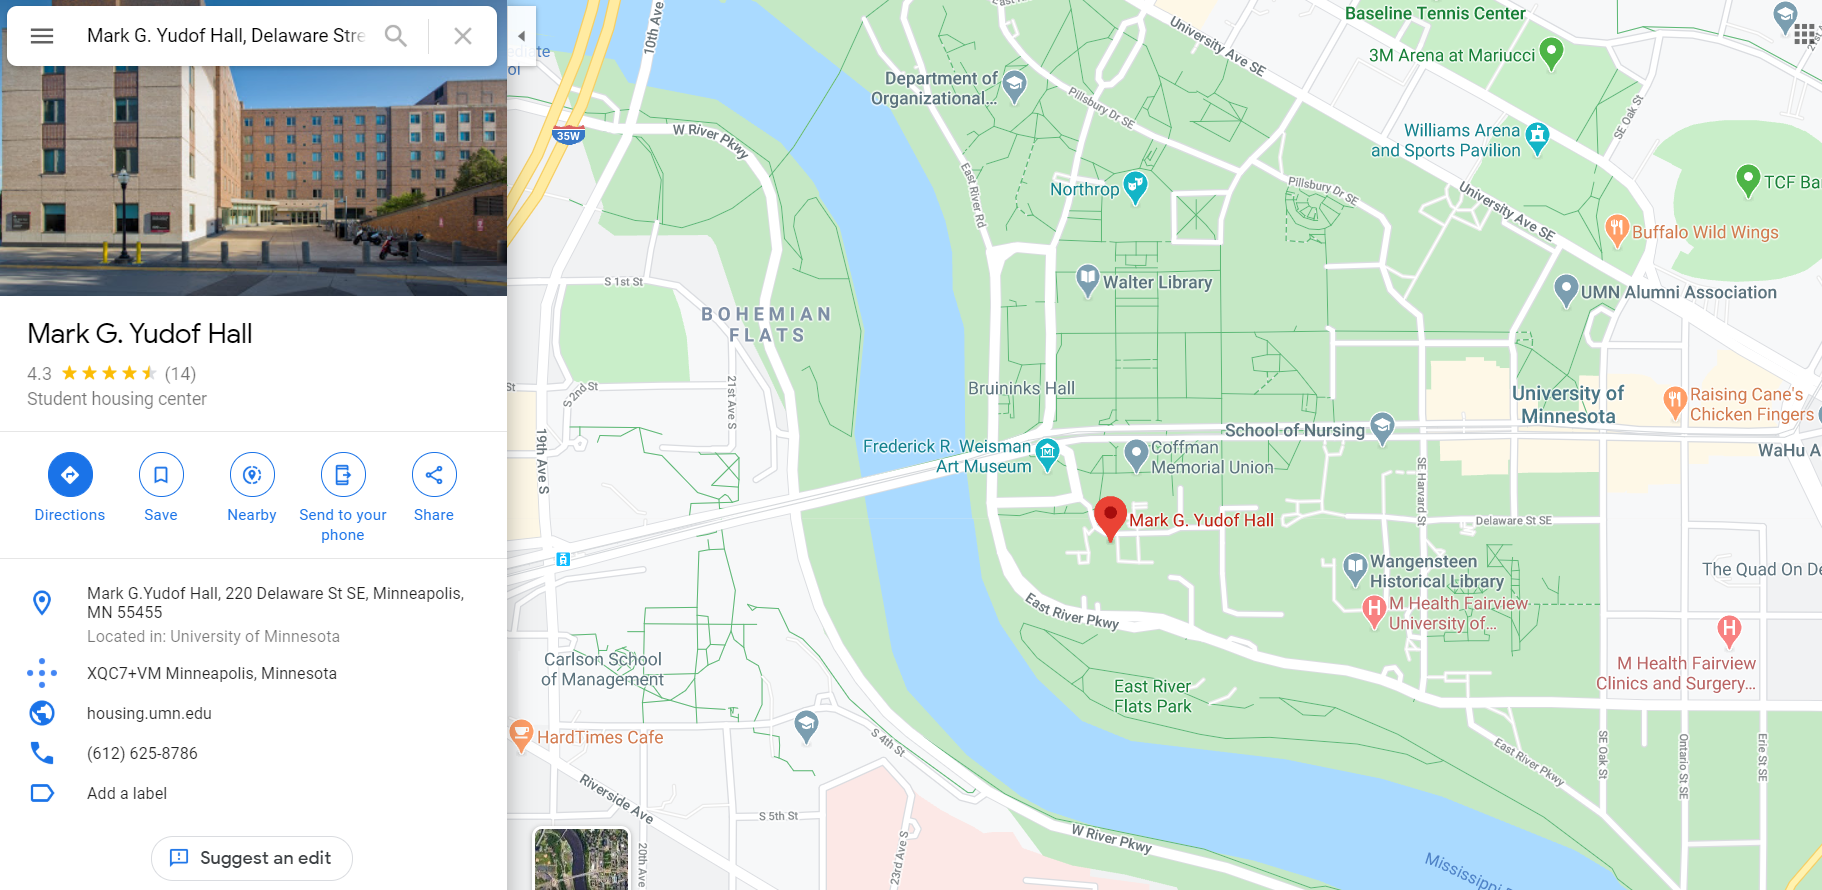 Mark G. Yudof Hall, Delaware Stre
Mark G. Yudof Hall
4.3 (14)
Student housing center
Directions
Save
Nearby
Send to your
phone
Share
Mark G.Yudof Hall, 220 Delaware St SE, Minneapolis,
MN 55455
Located in: University of Minnesota
XQC7+VM Minneapolis, Minnesota
housing.umn.edu
(612) 625-8786
Add a label
Suggest an edit
10th Ave
35W
W River Pkwy
Department of
Organizational...
University Ave SE
Pillsbury Dr SE
Baseline Tennis Center
3M Arena at Mariucci
SE Oak St
Williams Arena
and Sports Pavilion
TCF Ba
East River Rd
Northrop
Pillsbury Dr SE
University Ave SE
Buffalo Wild Wings
S 1st St
BOHEMIAN
FLATS
Walter Library
UMN Alumni Association
St
S 2nd St
21st Ave S
19th Ave S
Bruininks Hall
University of
Minnesota
Raising Cane's
Chicken Fingers
Frederick R. Weisman
Art Museum
Coffman
Memorial Union
School of Nursing
WaHu A
SE Harvard St
Mark G. Yudof Hall
Delaware St SE
Wangensteen
Historical Library
M Health Fairview
University of...
The Quad On De
East River Pkwy
M Health Fairview
Clinics and Surgery...
Carlson School
of Management
East River
Flats Park
HardTimes Cafe
S 4th St
Riverside Ave
S 5th St
20th Ave
23rd Ave S
W River Pkwy
East River Pkwy
SE Oak St
Ontario St SE
Erie St SE
Mississippi